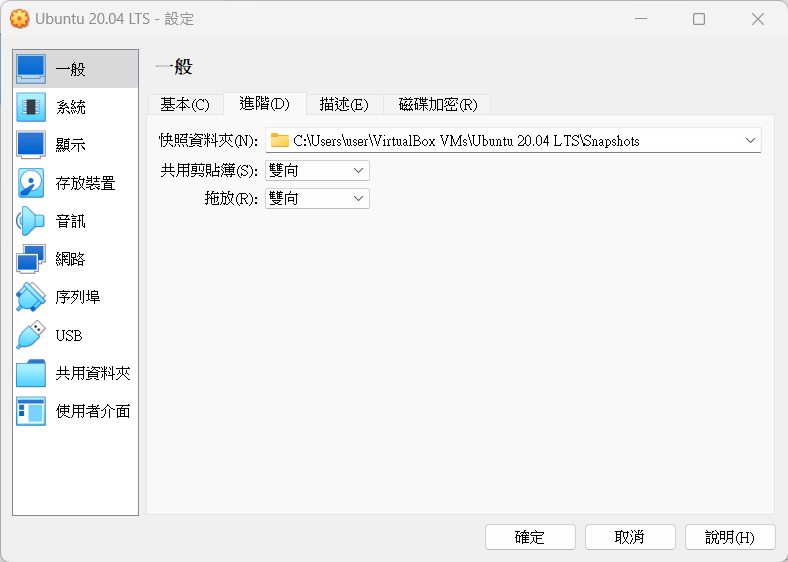 Ubuntu 20.04 LTS - 設定
一般
系統
顯示
存放裝置
音訊
網路
序列埠
USB
共用資料夾
使用者介面
一般
基本(C) 進階(D) 描述(E) 磁碟加密(R)
快照資料夾(N): C:\Users\user\VirtualBox VMs\Ubuntu 20.04 LTS\Snapshots
共用剪貼簿(S): 雙向
拖放(R): 雙向
確定 取消 說明(H)